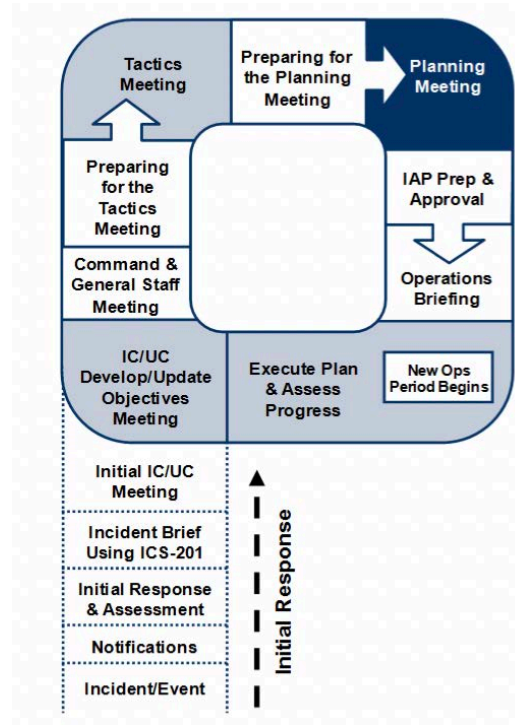 Tactics
Meeting
Preparing for
the Planning
Meeting
Planning
Meeting
Preparing
for the
Tactics
Meeting
IAP Prep &
Approval
Command &
General Staff
Meeting
Operations
Briefing
IC/UC
Develop/Update
Objectives
Meeting
Execute Plan
& Assess
Progress
New Ops
Period Begins
Initial IC/UC
Meeting
Incident Brief
Using ICS-201
Initial Response
& Assessment
Notifications
Incident/Event
Initial Response